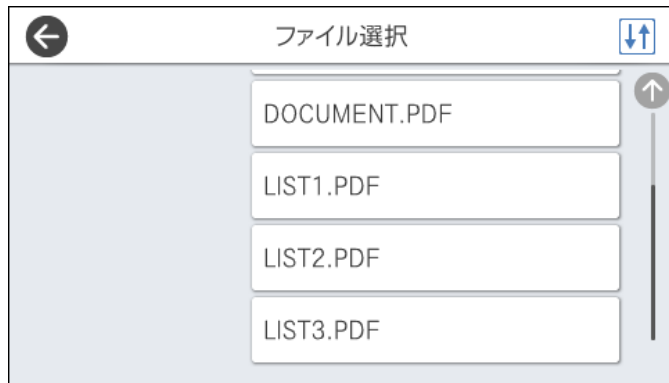 ファイル選択
DOCUMENT.PDF
LIST1.PDF
LIST2.PDF
LIST3.PDF